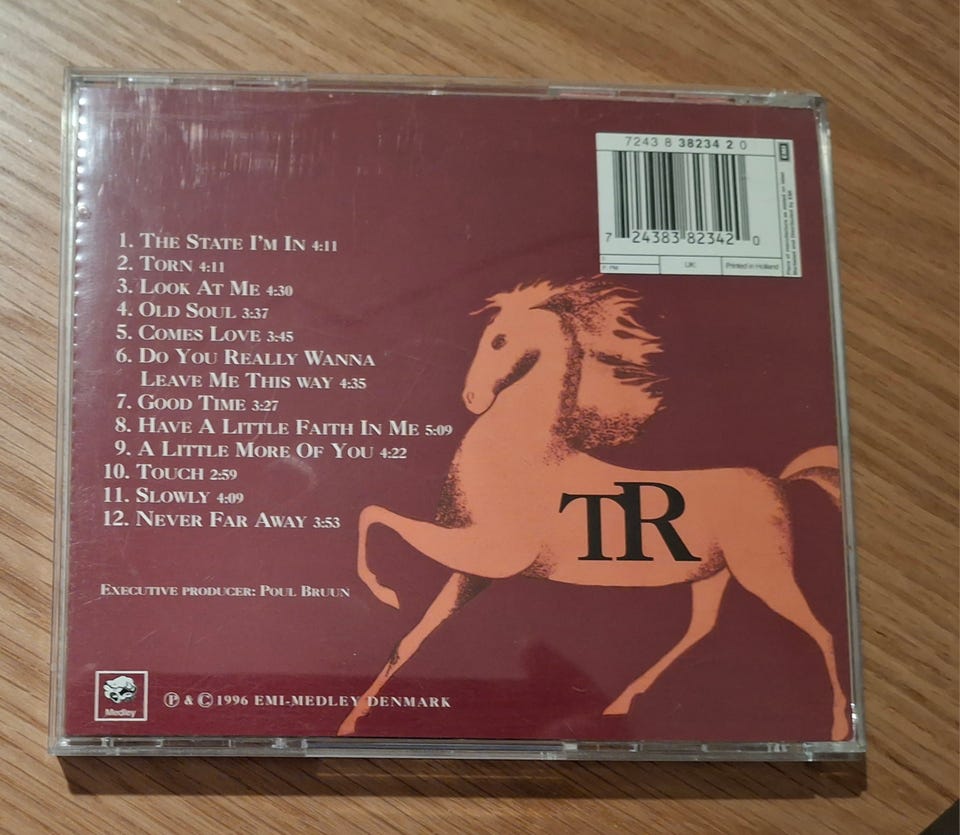 7243 8 38234 2 0
EMI
7 24383 82342 0
UK
Printed in Holland
1. The State I'm In 4:11
2. Torn 4:11
3. Look At Me 4:30
4. Old Soul 3:37
5. Comes Love 3:45
6. Do You Really Wanna
Leave Me This way 4:35
7. Good Time 3:27
8. Have A Little Faith In Me 5:09
9. A Little More Of You 4:22
10. Touch 2:59
11. Slowly 4:09
12. Never Far Away 3:53
TR
Executive producer: Poul Bruun
Medley
Ⓟ & © 1996 EMI-MEDLEY DENMARK